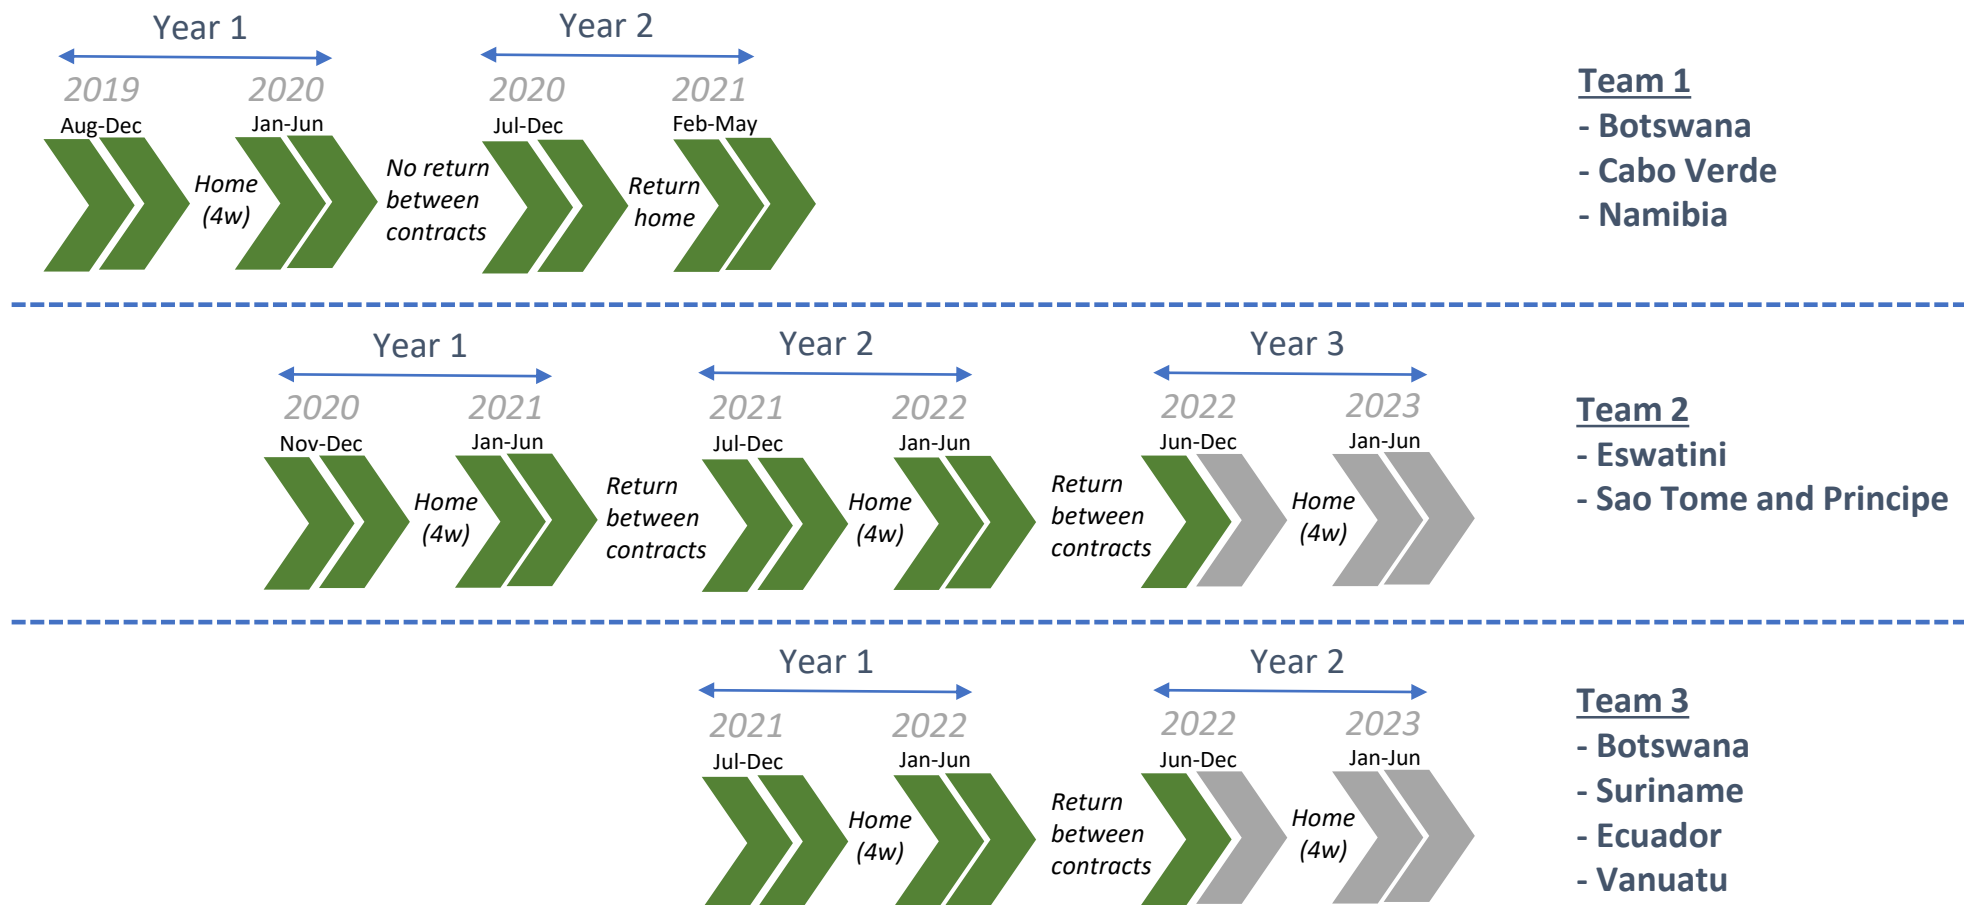 Year 1
Year 2
2019
2020
2020
2021
Aug-Dec
Jan-Jun
Jul-Dec
Feb-May
Home
(4w)
No return
between
contracts
Return
home
Team 1
- Botswana
- Cabo Verde
- Namibia
Year 1
Year 2
Year 3
2020
2021
2021
2022
2022
2023
Nov-Dec
Jan-Jun
Jul-Dec
Jan-Jun
Jun-Dec
Jan-Jun
Home
(4w)
Return
between
contracts
Home
(4w)
Return
between
contracts
Home
(4w)
Team 2
- Eswatini
- Sao Tome and Principe
Year 1
Year 2
2021
2022
2022
2023
Jul-Dec
Jan-Jun
Jun-Dec
Jan-Jun
Home
(4w)
Return
between
contracts
Home
(4w)
Team 3
- Botswana
- Suriname
- Ecuador
- Vanuatu